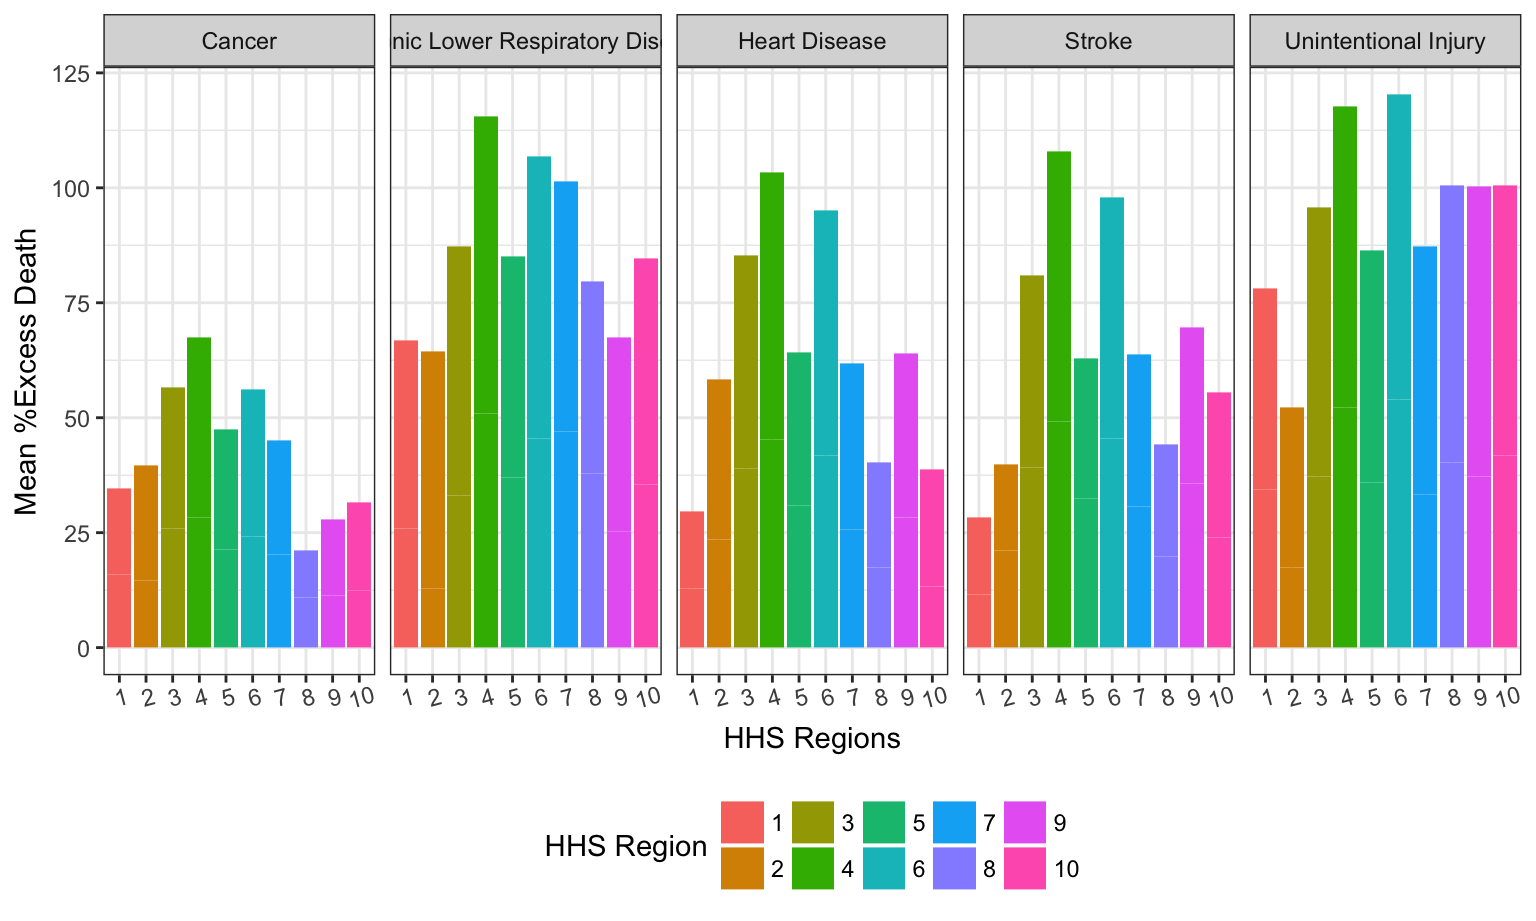 Cancer
nic Lower Respiratory Dis
Heart Disease
Stroke
Unintentional Injury
Mean %Excess Death
125
100
75
50
25
0
1 2 3 4 5 6 7 8 9 10
1 2 3 4 5 6 7 8 9 10
1 2 3 4 5 6 7 8 9 10
1 2 3 4 5 6 7 8 9 10
1 2 3 4 5 6 7 8 9 10
HHS Regions
HHS Region
1 3 5 7 9
2 4 6 8 10